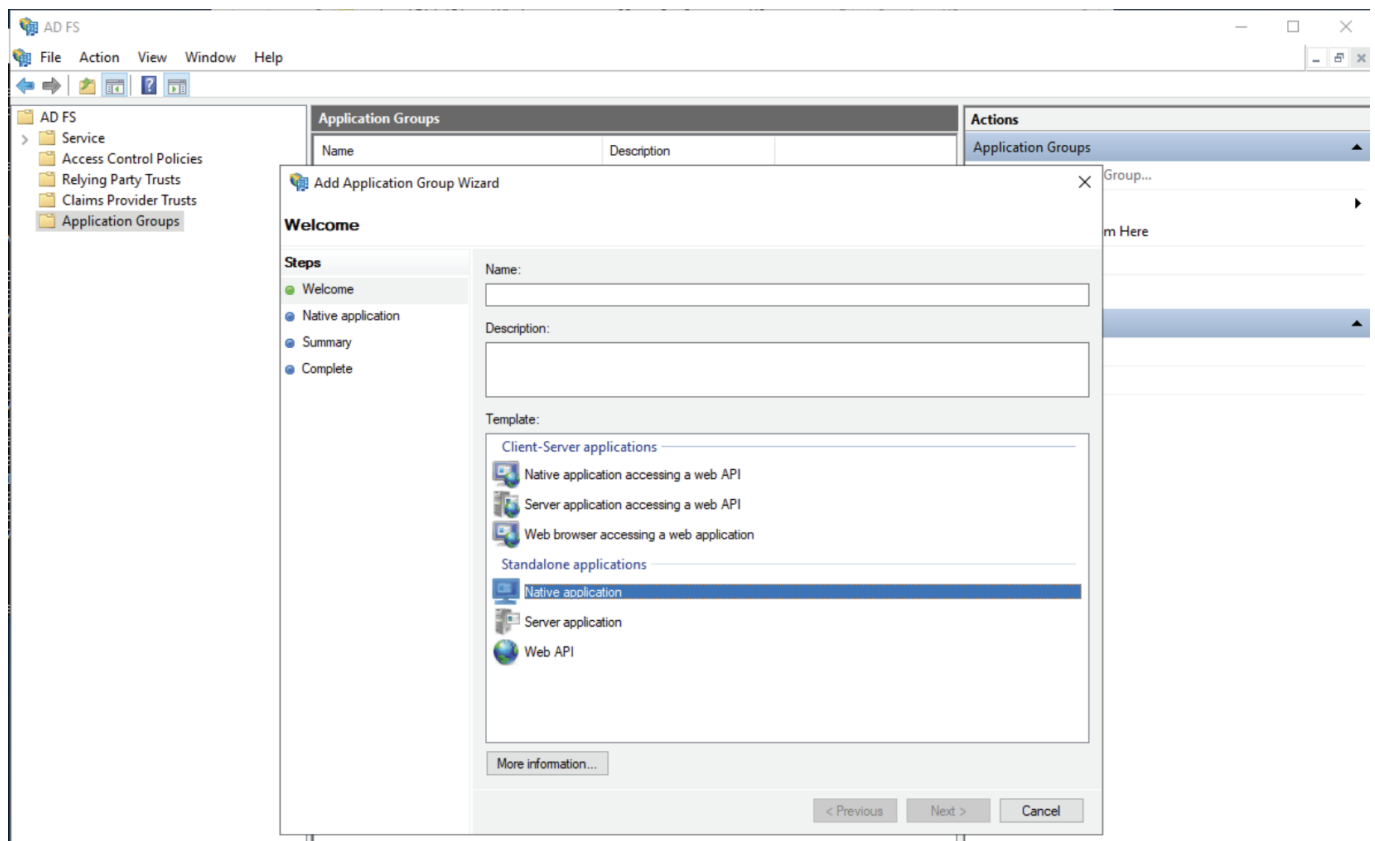 AD FS
File Action View Window Help
AD FS
Service
Access Control Policies
Relying Party Trusts
Claims Provider Trusts
Application Groups
Application Groups
Name Description
Actions
Application Groups
Group...
m Here
Add Application Group Wizard
Welcome
Steps
Welcome
Native application
Summary
Complete
Name:
Description:
Template:
Client-Server applications
Native application accessing a web API
Server application accessing a web API
Web browser accessing a web application
Standalone applications
Native application
Server application
Web API
More information...
< Previous Next > Cancel